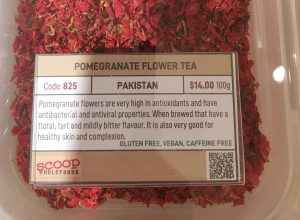 POMEGRANATE FLOWER TEA
Code: 825 PAKISTAN $14.00 100g
Pomegranate flowers are very high in antioxidants and have
antibacterial and antiviral properties. When brewed that have a
floral, tart and mildly bitter flavour. It is also very good for
healthy skin and complexion.
GLUTEN FREE, VEGAN, CAFFEINE FREE
scoop
WHOLEFOODS